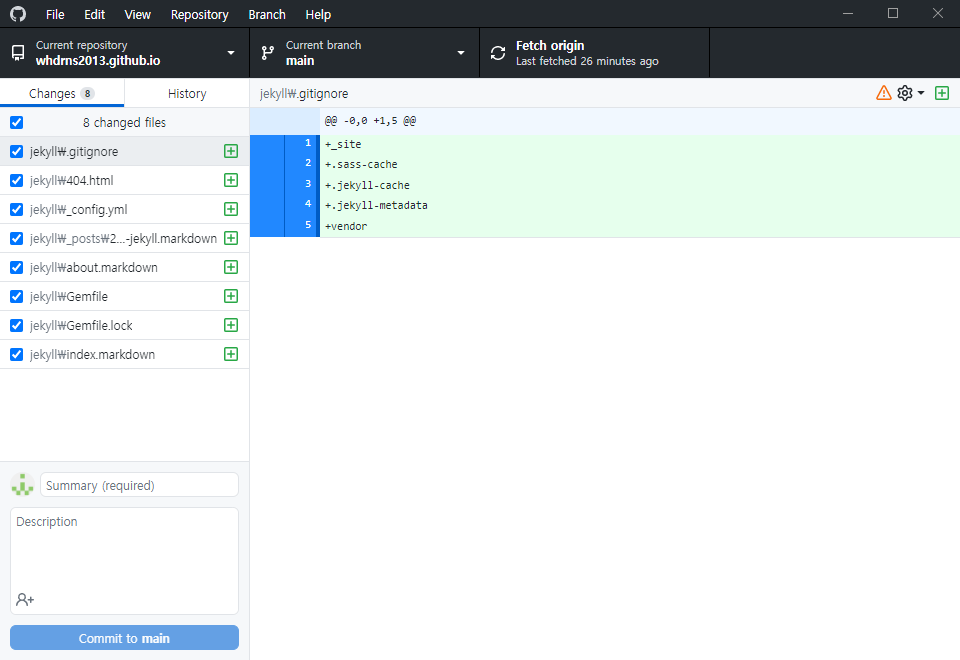 File Edit View Repository Branch Help
Current repository
whdrns2013.github.io
Current branch
main
Fetch origin
Last fetched 26 minutes ago
Changes 8 History
8 changed files
jekyll₩.gitignore
jekyll₩404.html
jekyll₩_config.yml
jekyll₩_posts₩2...-jekyll.markdown
jekyll₩about.markdown
jekyll₩Gemfile
jekyll₩Gemfile.lock
jekyll₩index.markdown
Summary (required)
Description
Commit to main
jekyll₩.gitignore
@@ -0,0 +1,5 @@
1 +_site
2 +.sass-cache
3 +.jekyll-cache
4 +.jekyll-metadata
5 +vendor